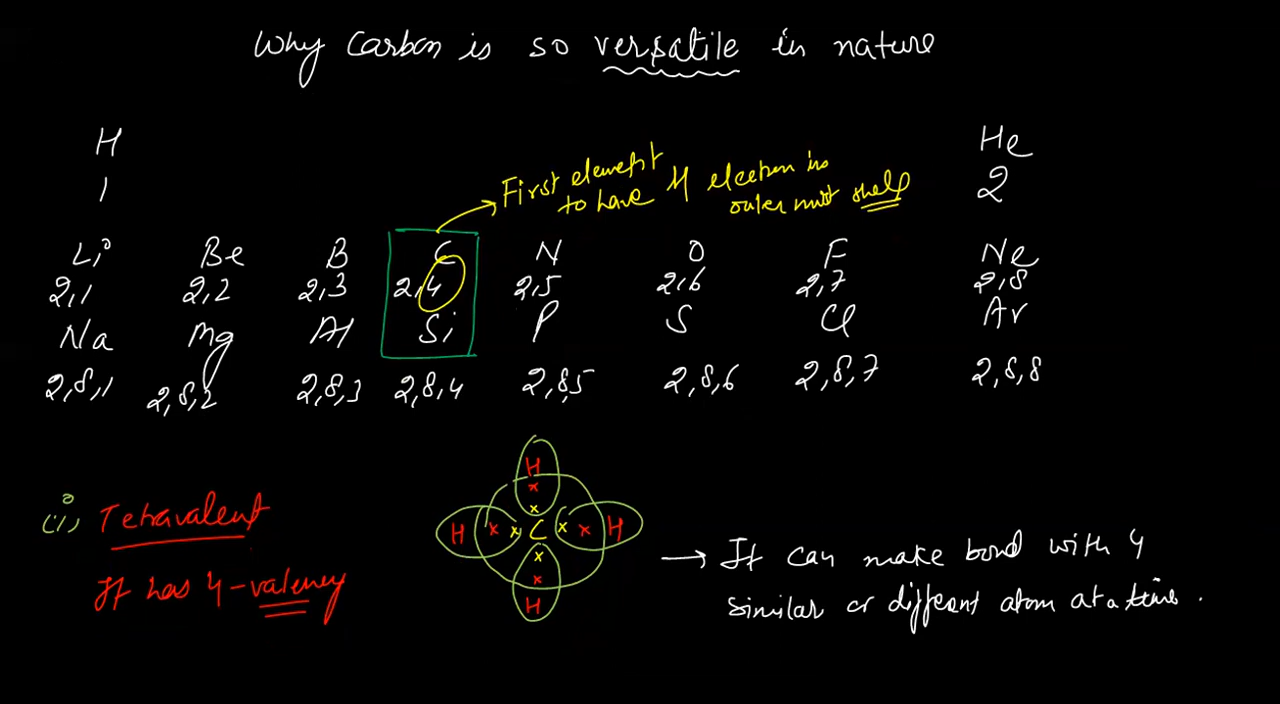 Why Carbon is so versatile in nature
H He
1 2
First element to have 4 electron in outer most shell
Li Be B C N O F Ne
2,1 2,2 2,3 2,4 2,5 2,6 2,7 2,8
Na Mg Al Si P S Cl Ar
2,8,1 2,8,2 2,8,3 2,8,4 2,8,5 2,8,6 2,8,7 2,8,8
(i) Tetravalent
It has 4-valency
H
x
x
H x x C x x H
x
x
H
→ It can make bond with 4
similar or different atom at a time.